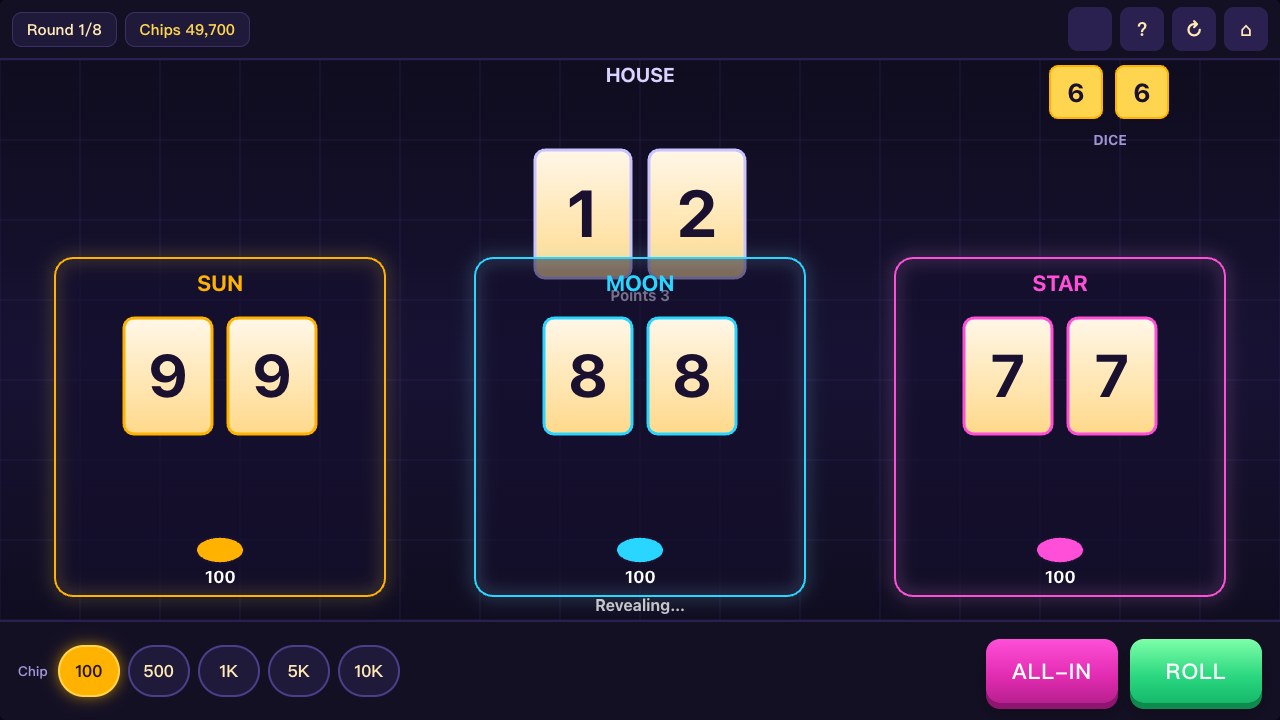 Round 1/8
Chips 49,700
?
HOUSE
6 6
DICE
1 2
Points 3
SUN
9 9
100
MOON
8 8
100
STAR
7 7
100
Revealing...
Chip
100
500
1K
5K
10K
ALL–IN
ROLL